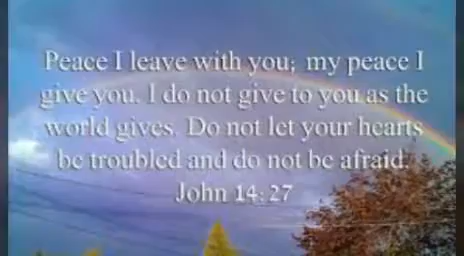 Peace I leave with you; my peace I
give you. I do not give to you as the
world gives. Do not let your hearts
be troubled and do not be afraid.
John 14:27